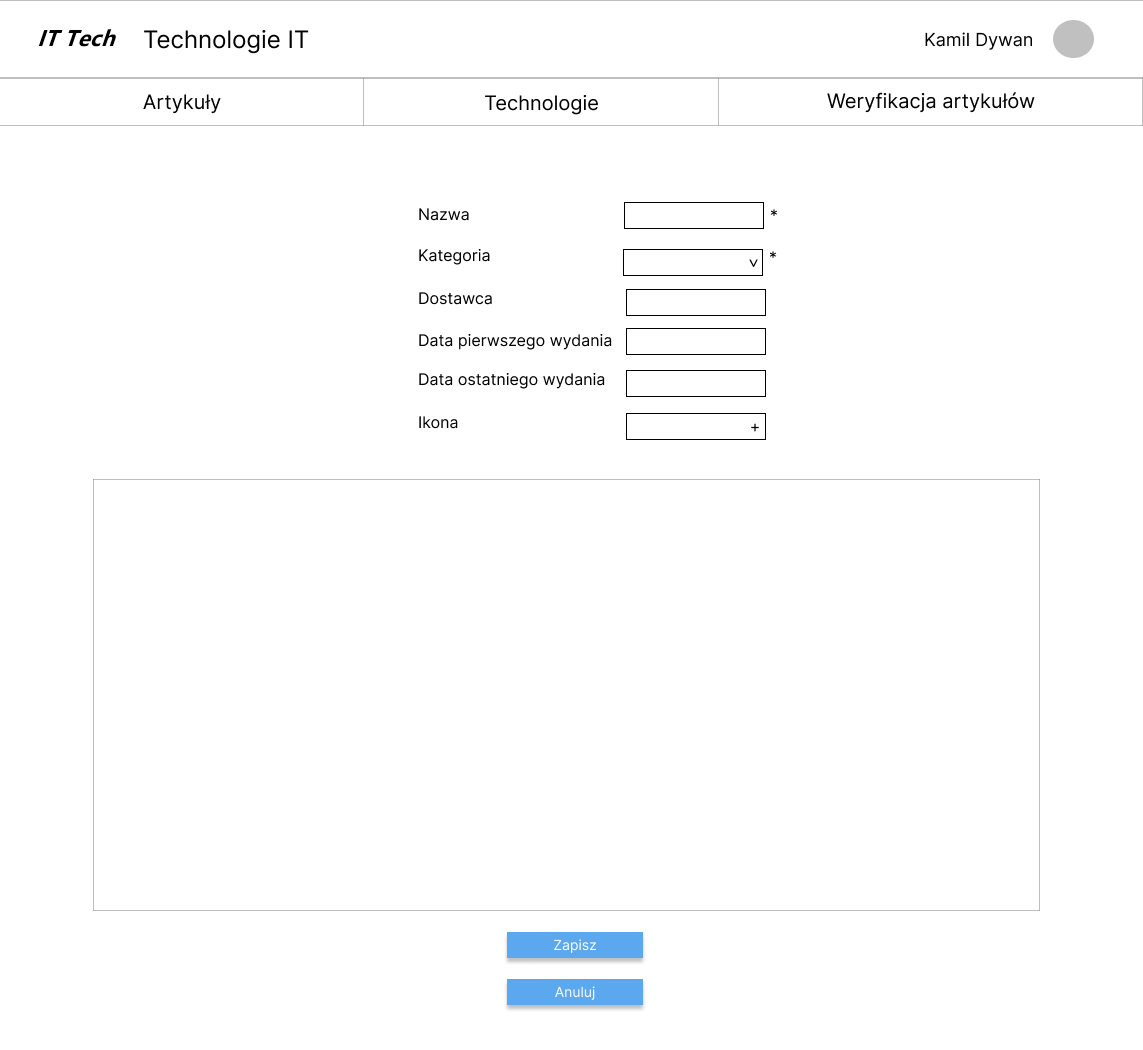 IT Tech Technologie IT Kamil Dywan
Artykuły Technologie Weryfikacja artykułów
Nazwa *
Kategoria v *
Dostawca
Data pierwszego wydania
Data ostatniego wydania
Ikona +
Zapisz
Anuluj